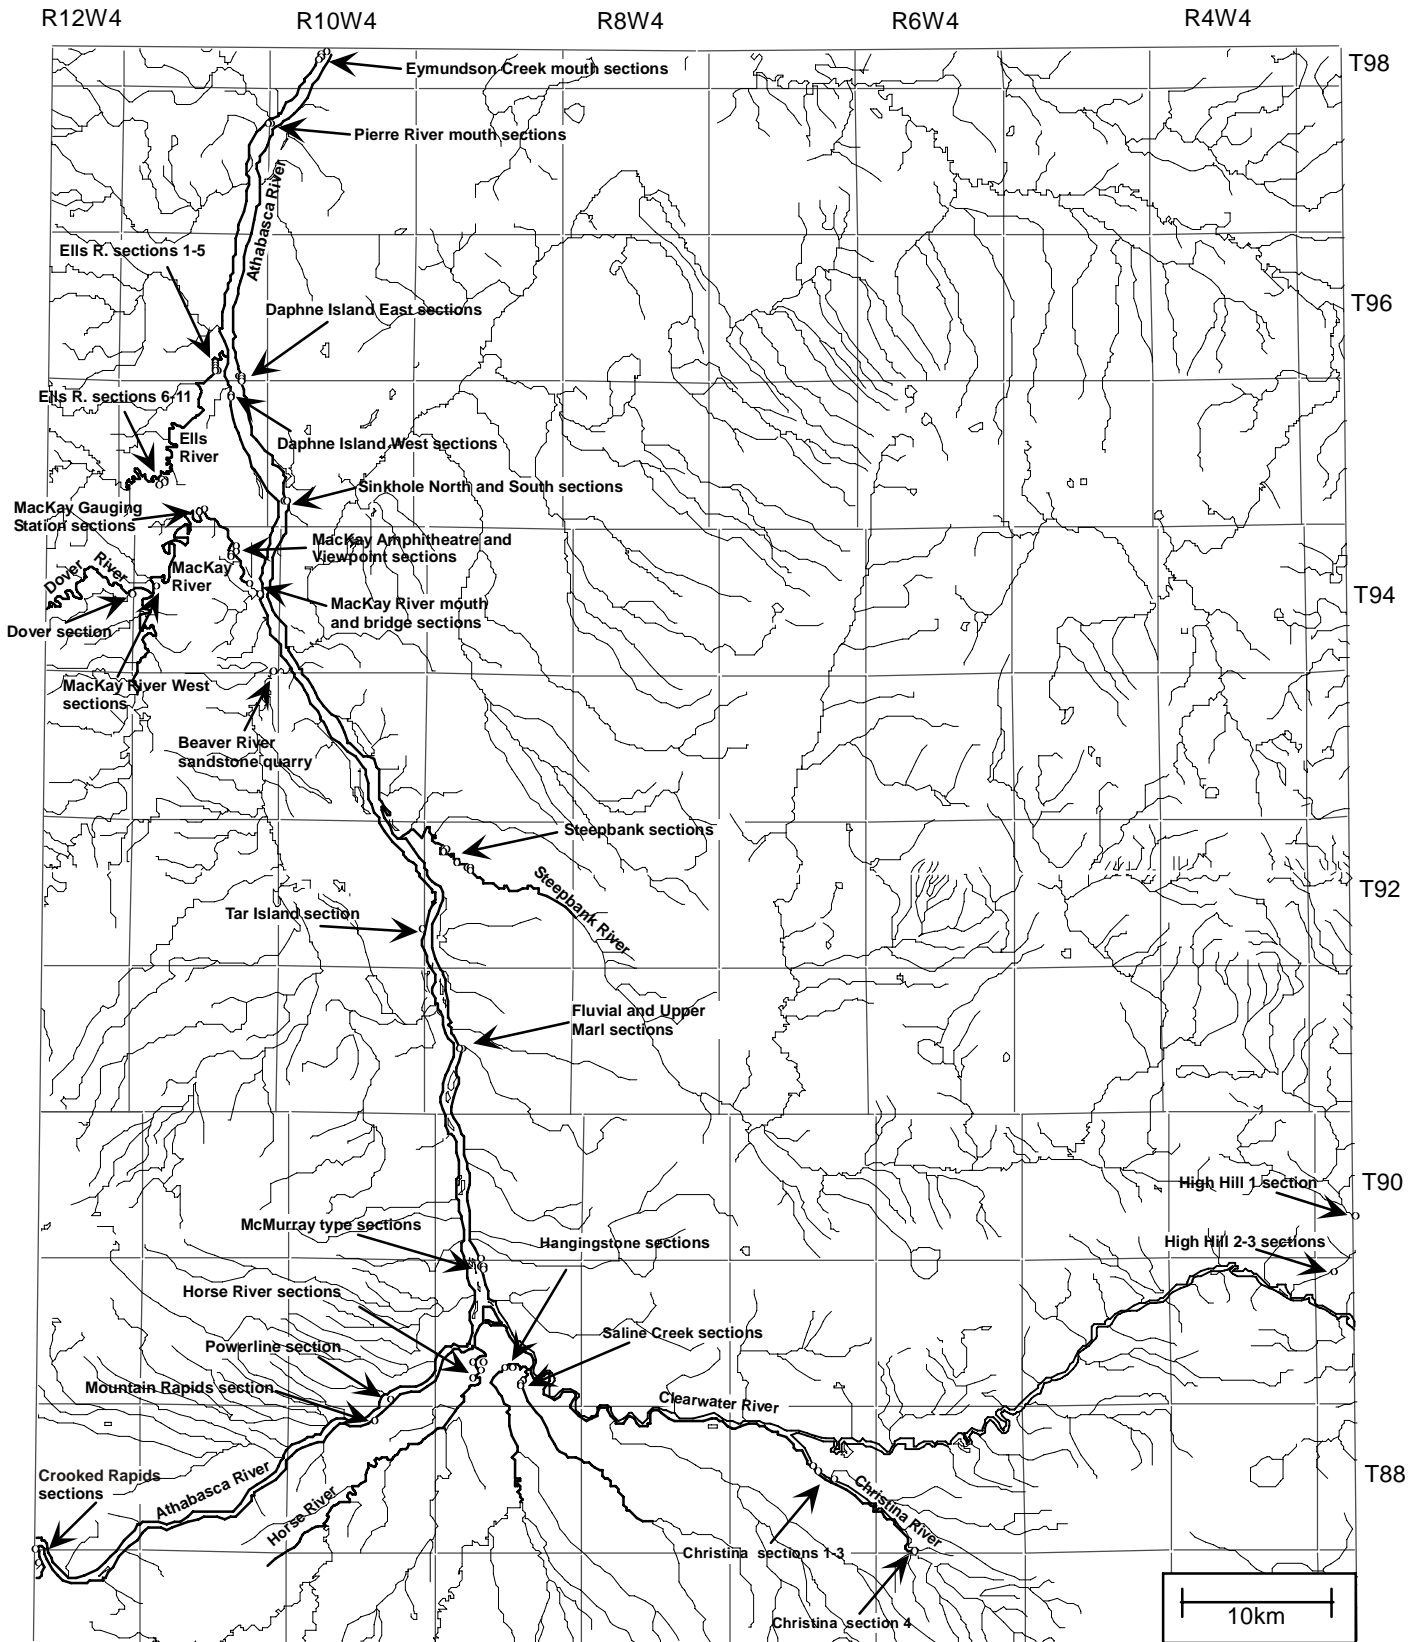 R12W4
R10W4
R8W4
R6W4
R4W4
T98
Eymundson Creek mouth sections
Pierre River mouth sections
Athabasca River
Ells R. sections 1-5
T96
Daphne Island East sections
Ells R. sections 6-11
Ells
River
Daphne Island West sections
Sinkhole North and South sections
MacKay Gauging
Station sections
MacKay Amphitheatre and
Viewpoint sections
Dover River
MacKay
River
T94
MacKay River mouth
and bridge sections
Dover section
MacKay River West
sections
Beaver River
sandstone quarry
Steepbank sections
Steepbank River
T92
Tar Island section
Fluvial and Upper
Marl sections
T90
High Hill 1 section
McMurray type sections
Hangingstone sections
High Hill 2-3 sections
Horse River sections
Saline Creek sections
Powerline section
Mountain Rapids section
Clearwater River
Crooked Rapids
sections
Athabasca River
Horse River
T88
Christina River
Christina sections 1-3
Christina section 4
10km